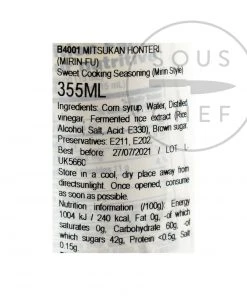 Nutritive
B4001 MITSUKAN HONTERI
(MIRIN-FU)
Sweet Cooking Seasoning (Mirin Style)
355ML
Ingredients: Corn syrup, Water, Distilled
vinegar, Fermented rice extract (Rice,
Alcohol, Salt, Acid: E330), Brown sugar.
Preservatives: E211, E202.
Best before: 27/07/2021 / LOT L
UK566C
Store in a cool, dry place away from
directsunlight. Once opened, consume
as soon as possible.
Nutrition information (/100g): Energy
1004 kJ / 240 kcal, Fat 0g, -of which
saturates 0g, Carbohydrate 60g, -of
which sugars 42g, Protein <0.5g, Salt
0.15g.
SOUS
CHEF